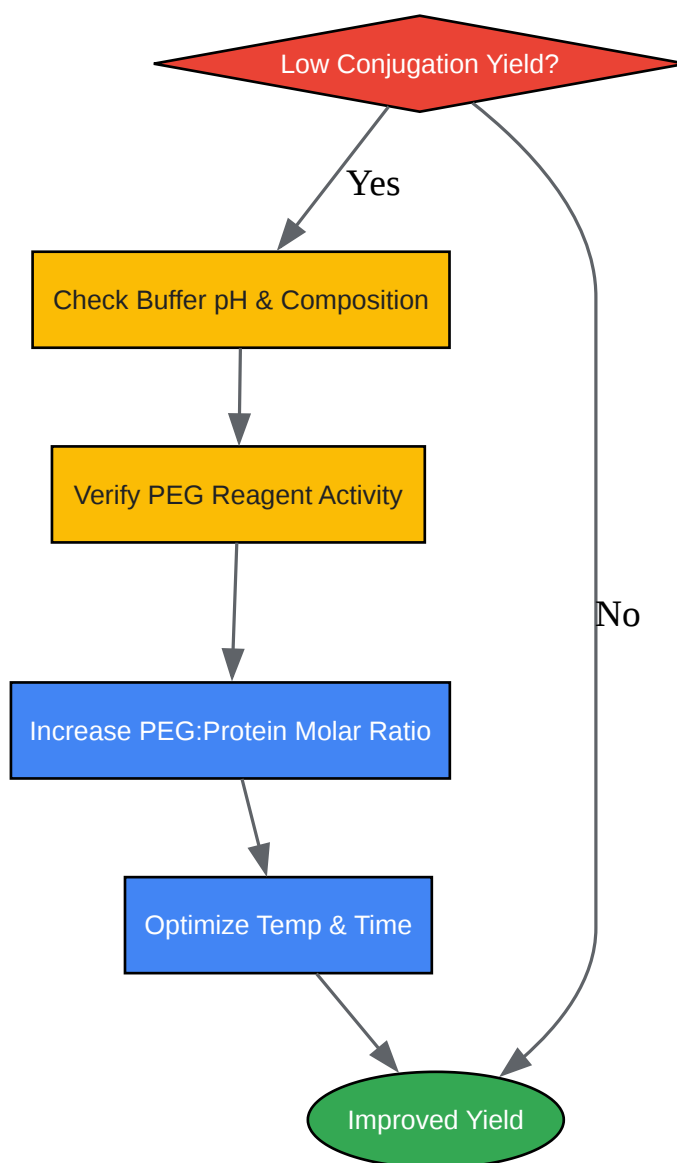 Low Conjugation Yield?
Yes
Check Buffer pH & Composition
Verify PEG Reagent Activity
No
Increase PEG:Protein Molar Ratio
Optimize Temp & Time
Improved Yield